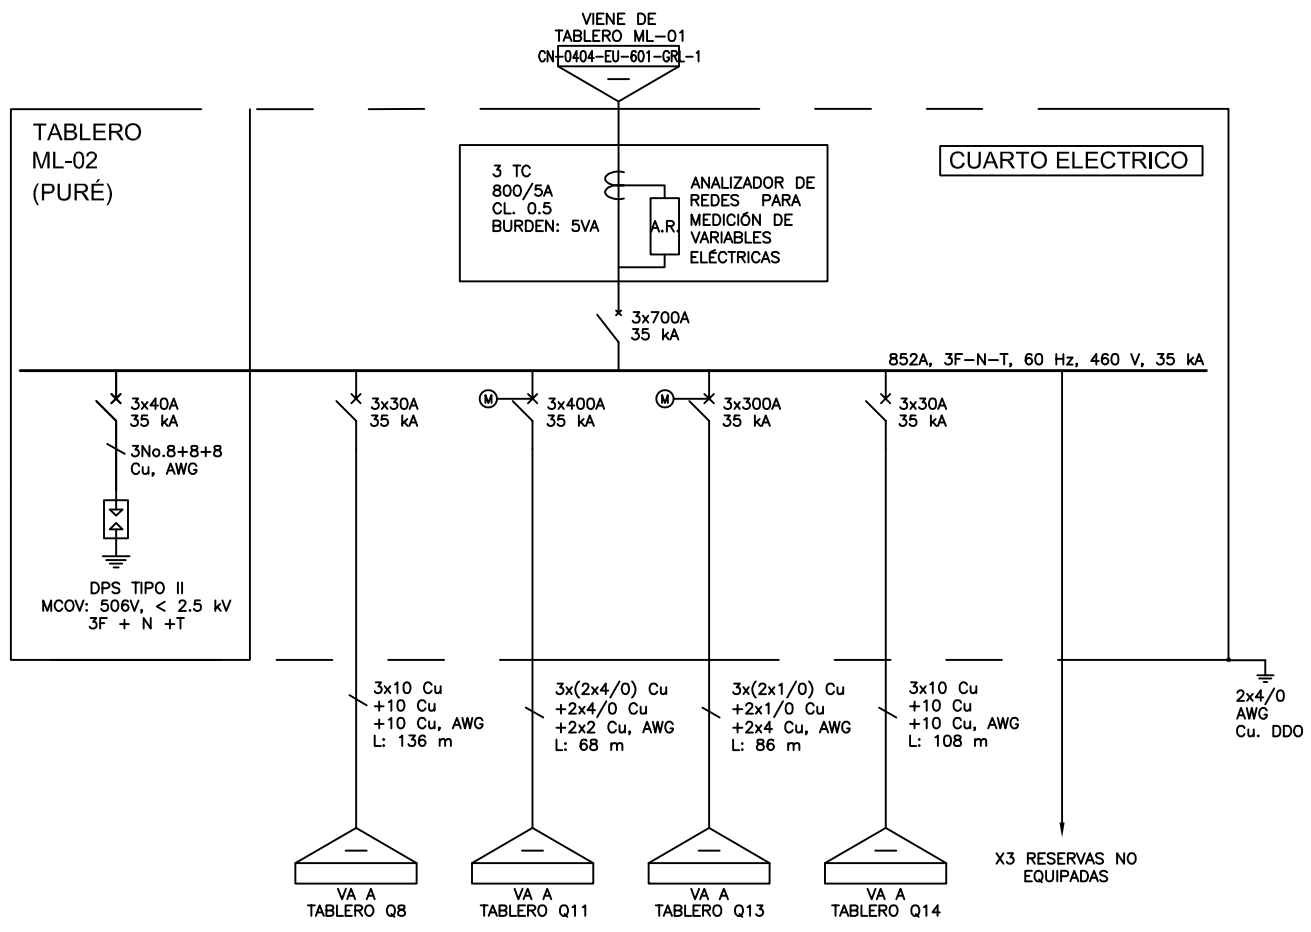 VIENE DE
TABLERO ML-01
CN-0404-EU-601-GRL-1
TABLERO
ML-02
(PURÉ)
CUARTO ELECTRICO
3 TC
800/5A
CL. 0.5
BURDEN: 5VA
A.R.
ANALIZADOR DE
REDES PARA
MEDICIÓN DE
VARIABLES
ELÉCTRICAS
3x700A
35 kA
852A, 3F-N-T, 60 Hz, 460 V, 35 kA
3x40A
35 kA
3No.8+8+8
Cu, AWG
DPS TIPO II
MCOV: 506V, < 2.5 kV
3F + N +T
3x30A
35 kA
M
3x400A
35 kA
M
3x300A
35 kA
3x30A
35 kA
3x10 Cu
+10 Cu
+10 Cu, AWG
L: 136 m
3x(2x4/0) Cu
+2x4/0 Cu
+2x2 Cu, AWG
L: 68 m
3x(2x1/0) Cu
+2x1/0 Cu
+2x4 Cu, AWG
L: 86 m
3x10 Cu
+10 Cu
+10 Cu, AWG
L: 108 m
2x4/0
AWG
Cu. DDO
VA A
TABLERO Q8
VA A
TABLERO Q11
VA A
TABLERO Q13
VA A
TABLERO Q14
X3 RESERVAS NO
EQUIPADAS